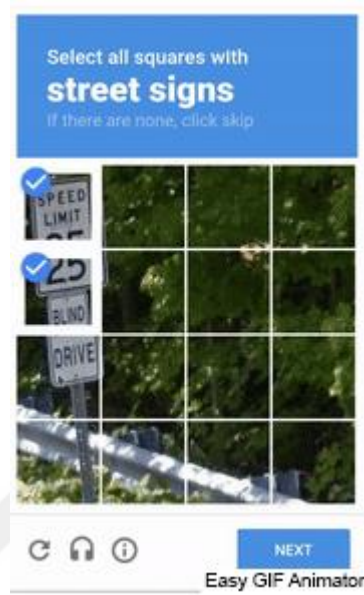 Select all squares with
street signs
If there are none, click skip
SPEED
LIMIT
25
BLIND
DRIVE
NEXT
Easy GIF Animator